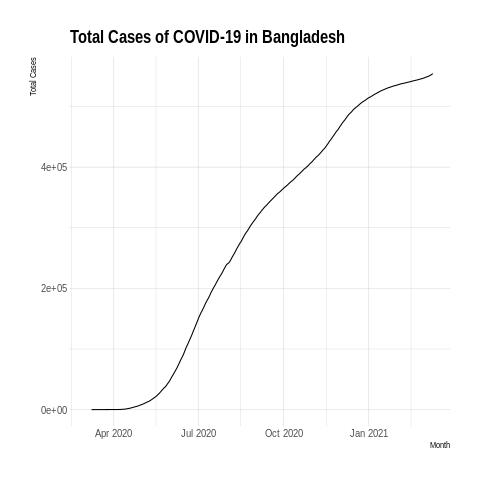 Total Cases of COVID-19 in Bangladesh
Total Cases
4e+05
2e+05
0e+00
Apr 2020 Jul 2020 Oct 2020 Jan 2021
Month